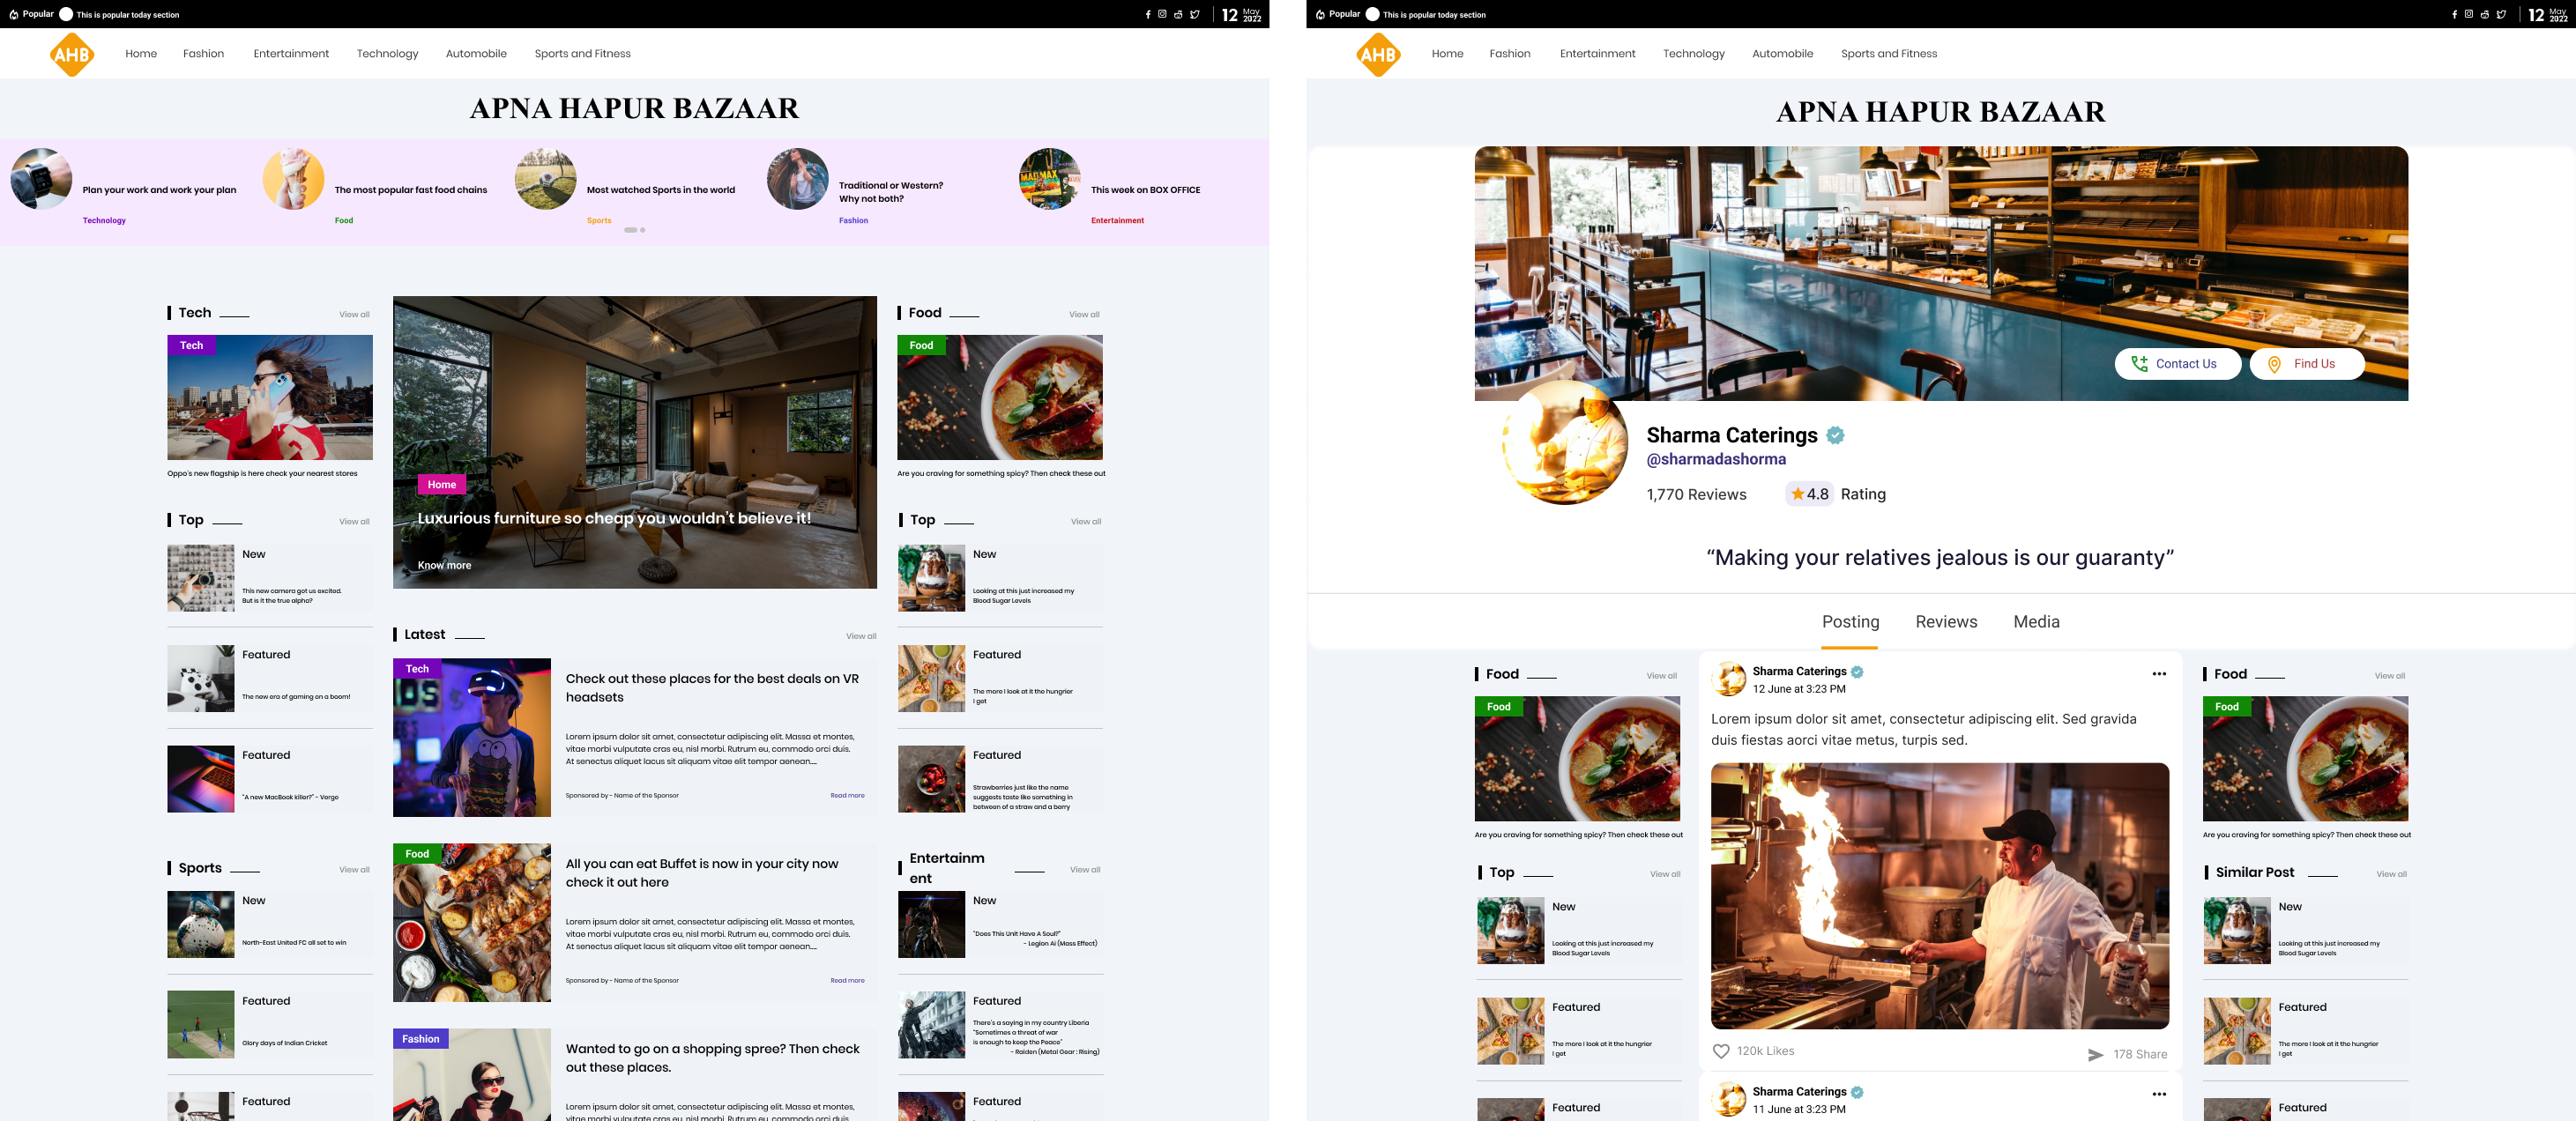 Popular This is popular today section
12 May 2022
AHB
Home Fashion Entertainment Technology Automobile Sports and Fitness
APNA HAPUR BAZAAR
Plan your work and work your plan
Technology
The most popular fast food chains
Food
Most watched Sports in the world
Sports
Traditional or Western?
Why not both?
Fashion
MAD MAX
This week on BOX OFFICE
Entertainment
Tech View all
Tech
Oppo's new flagship is here check your nearest stores
Top View all
New
This new camera got us excited.
But is it the true alpha?
Featured
The new era of gaming on a boom!
Featured
"A new MacBook killer?" - Verge
Sports View all
New
North-East United FC all set to win
Featured
Glory days of Indian Cricket
Featured
Home
Luxurious furniture so cheap you wouldn't believe it!
Know more
Latest View all
Tech
Check out these places for the best deals on VR
headsets
Lorem ipsum dolor sit amet, consectetur adipiscing elit. Massa et montes,
vitae morbi vulputate cras eu, nisl morbi. Rutrum eu, commodo orci duis.
At senectus aliquet lacus sit aliquam vitae elit tempor aenean....
Sponsored by - Name of the Sponsor Read more
Food
All you can eat Buffet is now in your city now
check it out here
Lorem ipsum dolor sit amet, consectetur adipiscing elit. Massa et montes,
vitae morbi vulputate cras eu, nisl morbi. Rutrum eu, commodo orci duis.
At senectus aliquet lacus sit aliquam vitae elit tempor aenean....
Sponsored by - Name of the Sponsor Read more
Fashion
Wanted to go on a shopping spree? Then check
out these places.
Lorem ipsum dolor sit amet, consectetur adipiscing elit. Massa et montes,
vitae morbi vulputate cras eu, nisl morbi. Rutrum eu, commodo orci duis.
Food View all
Food
Are you craving for something spicy? Then check these out
Top View all
New
Looking at this just increased my
Blood Sugar Levels
Featured
The more I look at it the hungrier
I get
Featured
Strawberries just like the name
suggests taste like something in
between of a straw and a berry
Entertainm
ent View all
New
"Does This Unit Have A Soul?"
- Legion Ai (Mass Effect)
Featured
There's a saying in my country Liberia
"Sometimes a threat of war
is enough to keep the Peace"
- Raiden (Metal Gear : Rising)
Featured
Popular This is popular today section
12 May 2022
AHB
Home Fashion Entertainment Technology Automobile Sports and Fitness
APNA HAPUR BAZAAR
Contact Us Find Us
Sharma Caterings
@sharmadashorma
1,770 Reviews 4.8 Rating
“Making your relatives jealous is our guaranty”
Posting Reviews Media
Food View all
Food
Are you craving for something spicy? Then check these out
Top View all
New
Looking at this just increased my
Blood Sugar Levels
Featured
The more I look at it the hungrier
I get
Featured
Sharma Caterings
12 June at 3:23 PM
Lorem ipsum dolor sit amet, consectetur adipiscing elit. Sed gravida
duis fiestas aorci vitae metus, turpis sed.
120k Likes 178 Share
Sharma Caterings
11 June at 3:23 PM
Food View all
Food
Are you craving for something spicy? Then check these out
Similar Post View all
New
Looking at this just increased my
Blood Sugar Levels
Featured
The more I look at it the hungrier
I get
Featured